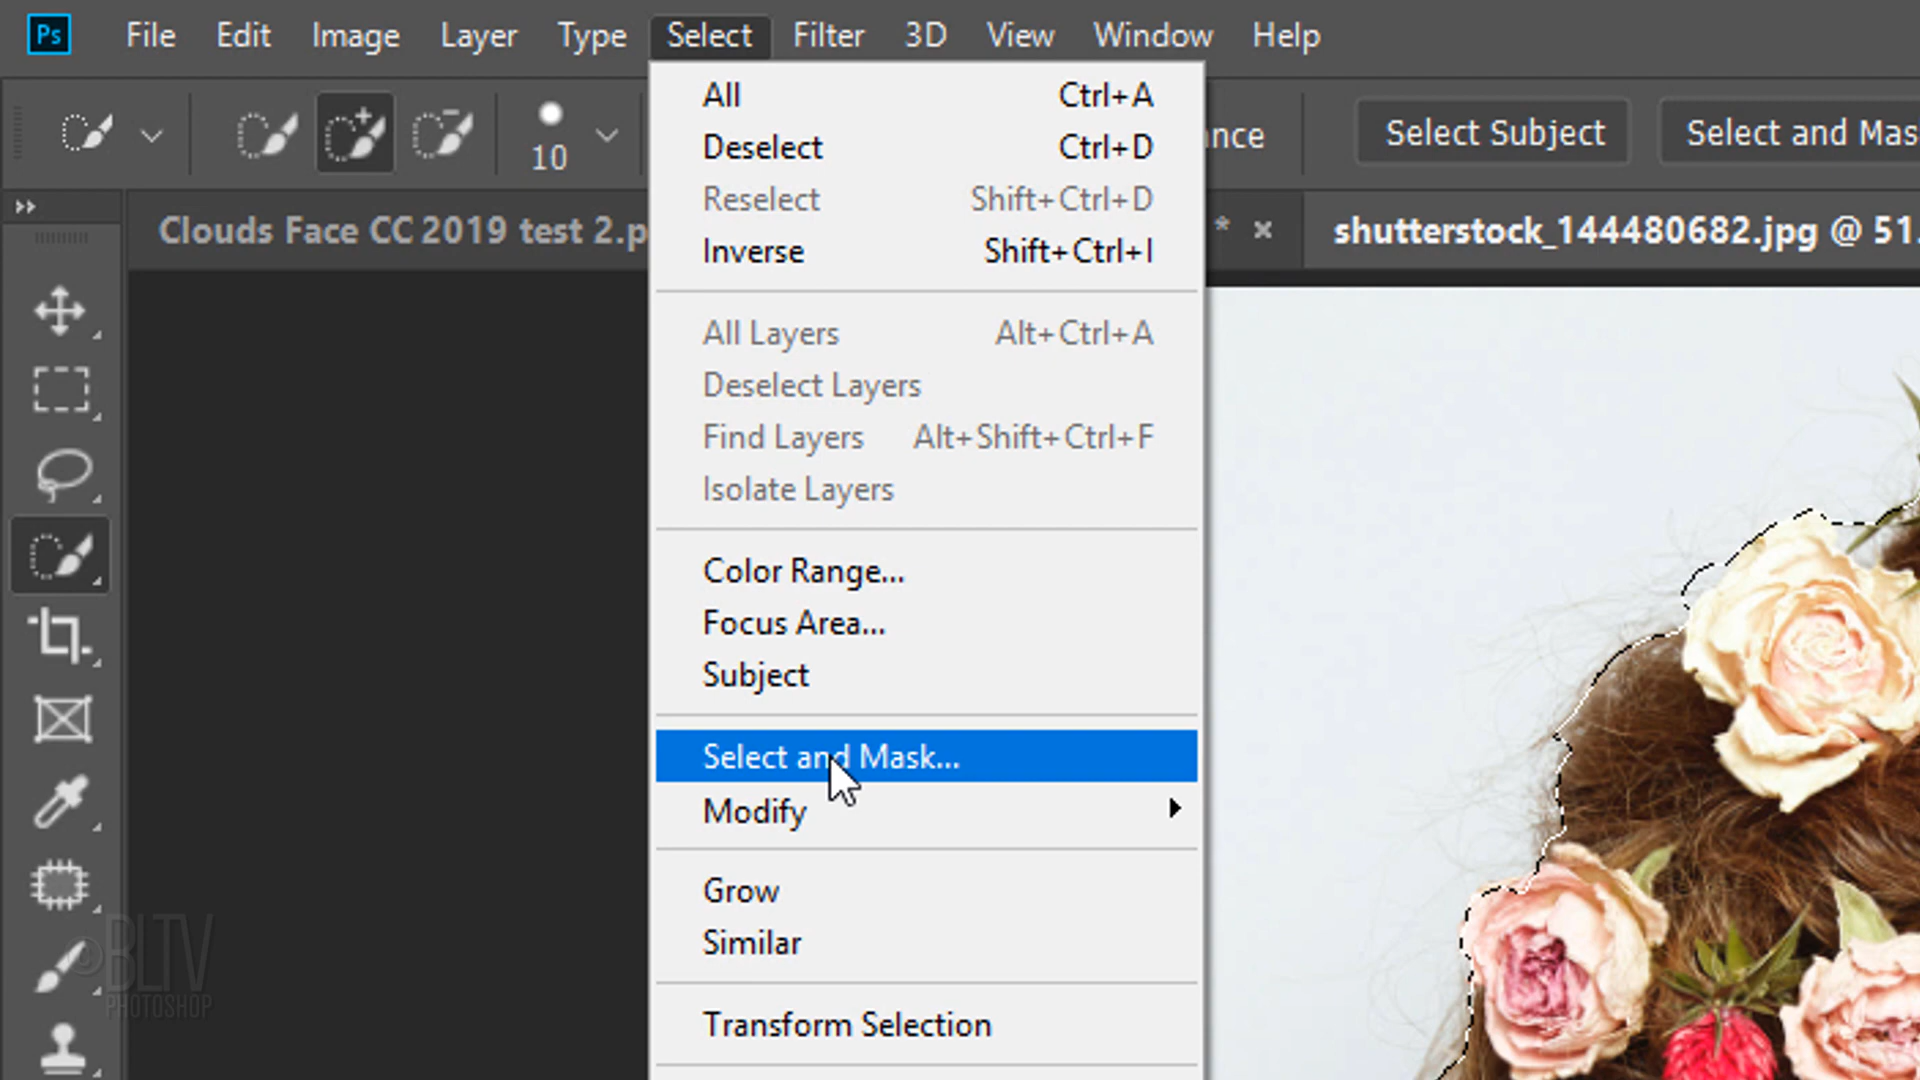 Ps File Edit Image Layer Type Select Filter 3D View Window Help
10 nce Select Subject Select and Mas
Clouds Face CC 2019 test 2.p * × shutterstock_144480682.jpg @ 51.
All Ctrl+A
Deselect Ctrl+D
Reselect Shift+Ctrl+D
Inverse Shift+Ctrl+I
All Layers Alt+Ctrl+A
Deselect Layers
Find Layers Alt+Shift+Ctrl+F
Isolate Layers
Color Range...
Focus Area...
Subject
Select and Mask...
Modify
Grow
Similar
Transform Selection
© BLTV
PHOTOSHOP